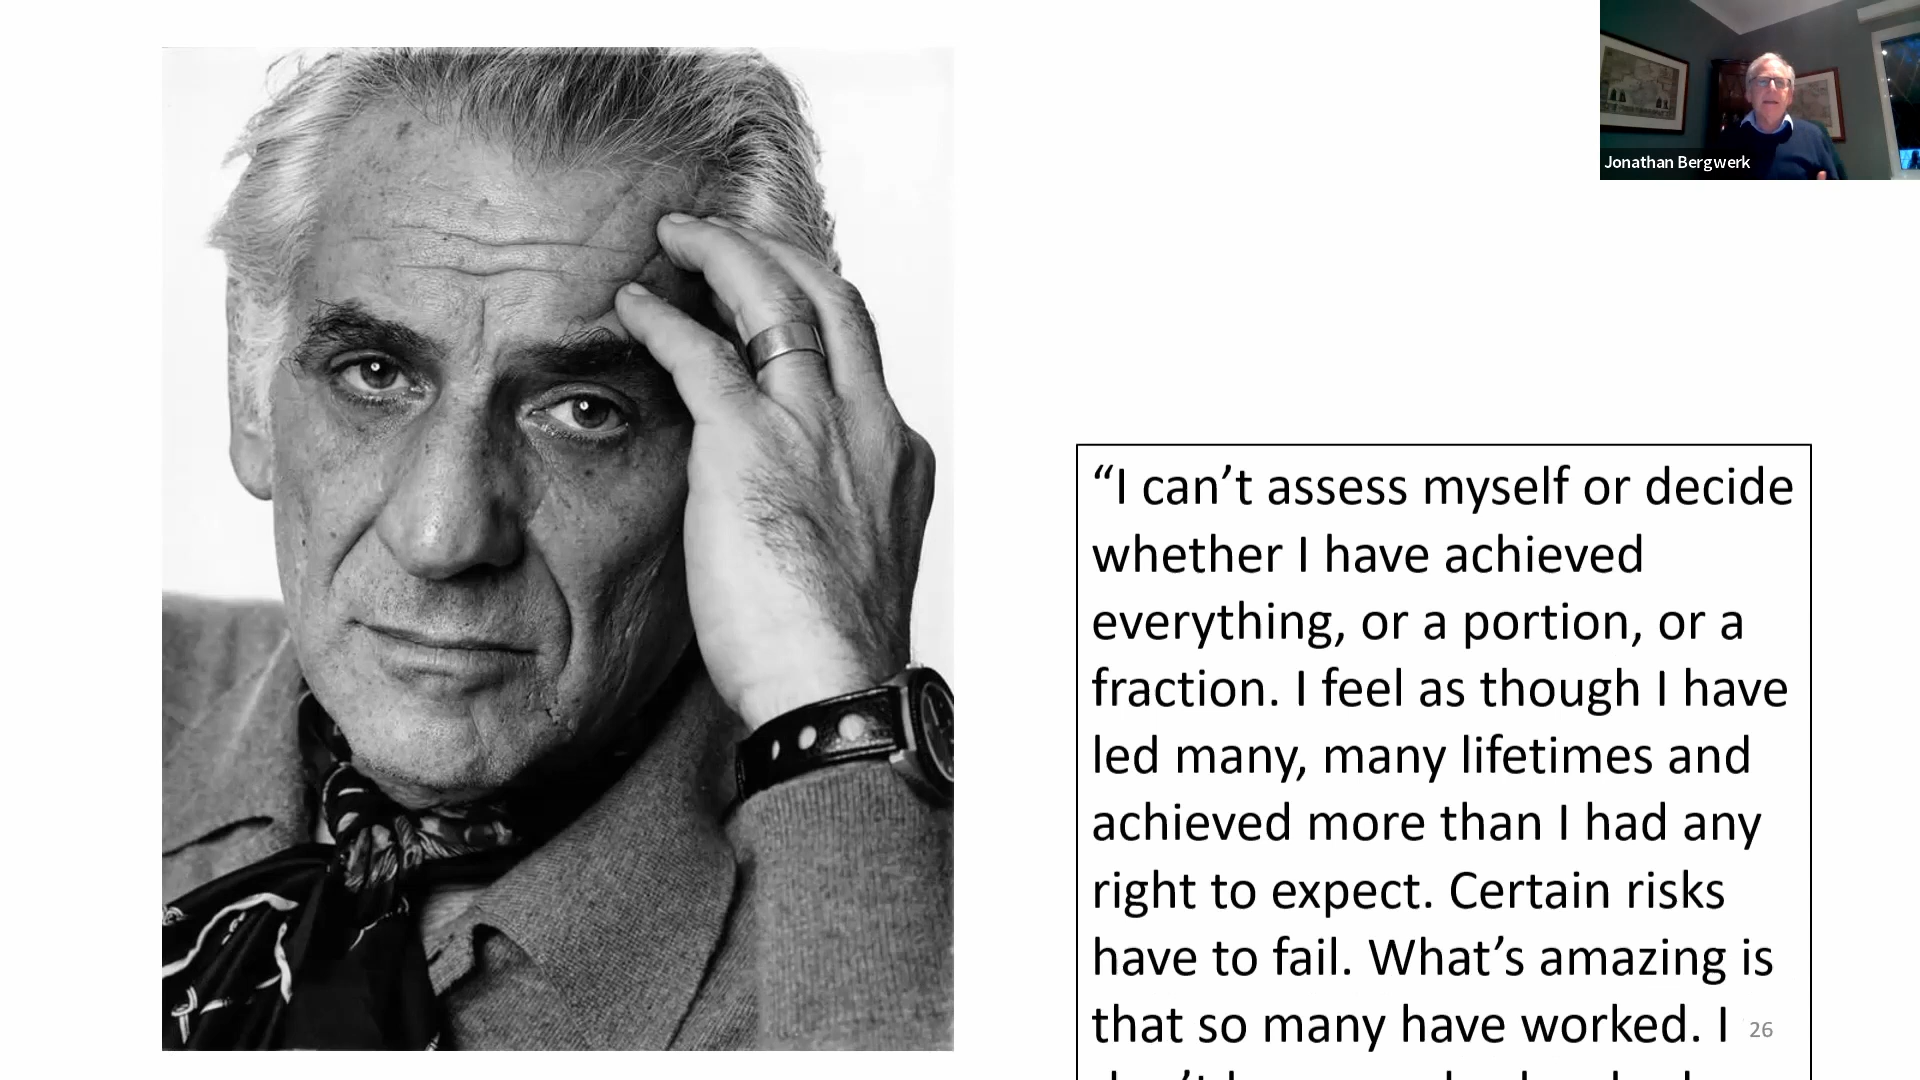 Jonathan Bergwerk
“I can’t assess myself or decide
whether I have achieved
everything, or a portion, or a
fraction. I feel as though I have
led many, many lifetimes and
achieved more than I had any
right to expect. Certain risks
have to fail. What’s amazing is
that so many have worked. I
26